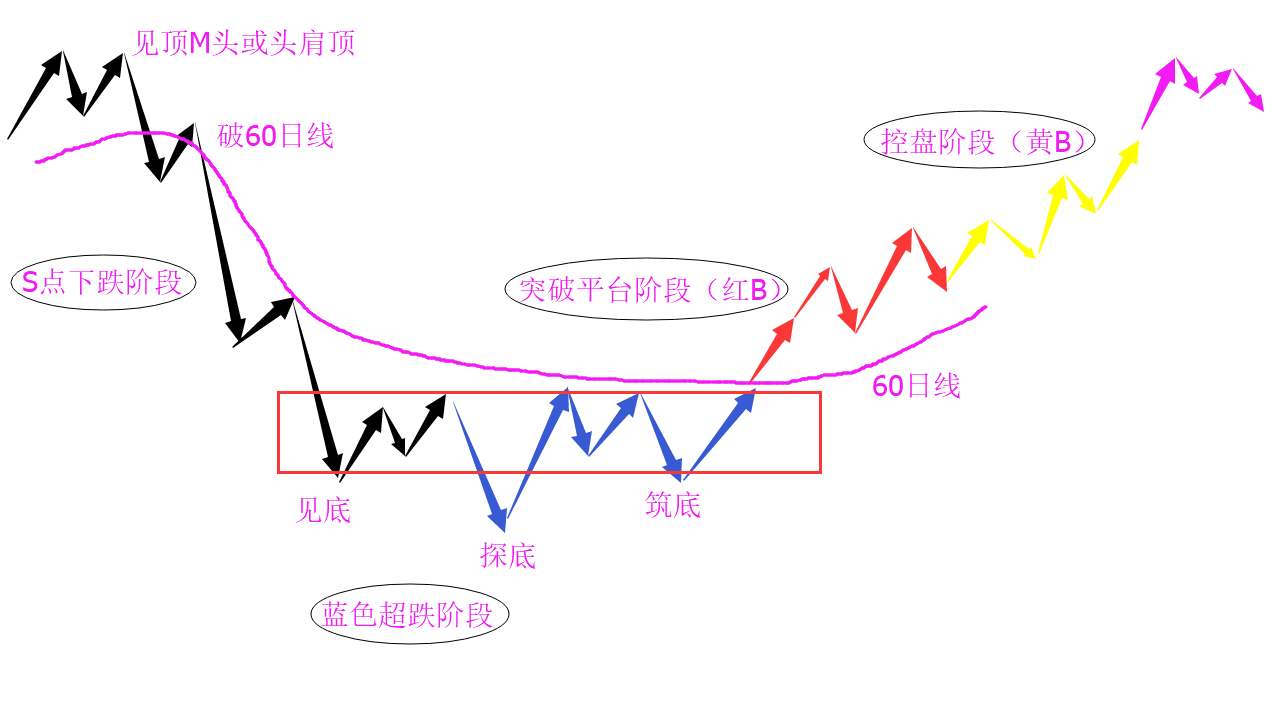 见顶M头或头肩顶
破60日线
控盘阶段（黄B）
S点下跌阶段
突破平台阶段（红B）
60日线
见底
筑底
探底
蓝色超跌阶段